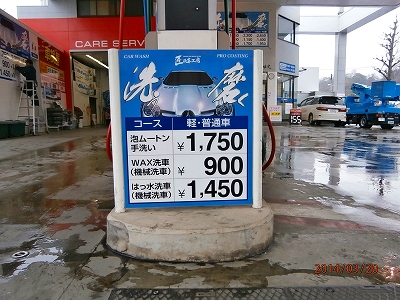 CAR WASH
PRO COATING
洗
磨く
コース
軽・普通車
泡ムートン
手洗い
¥1,750
WAX洗車
(機械洗車)
¥900
はっ水洗車
(機械洗車)
¥1,450
CARE SERV
155